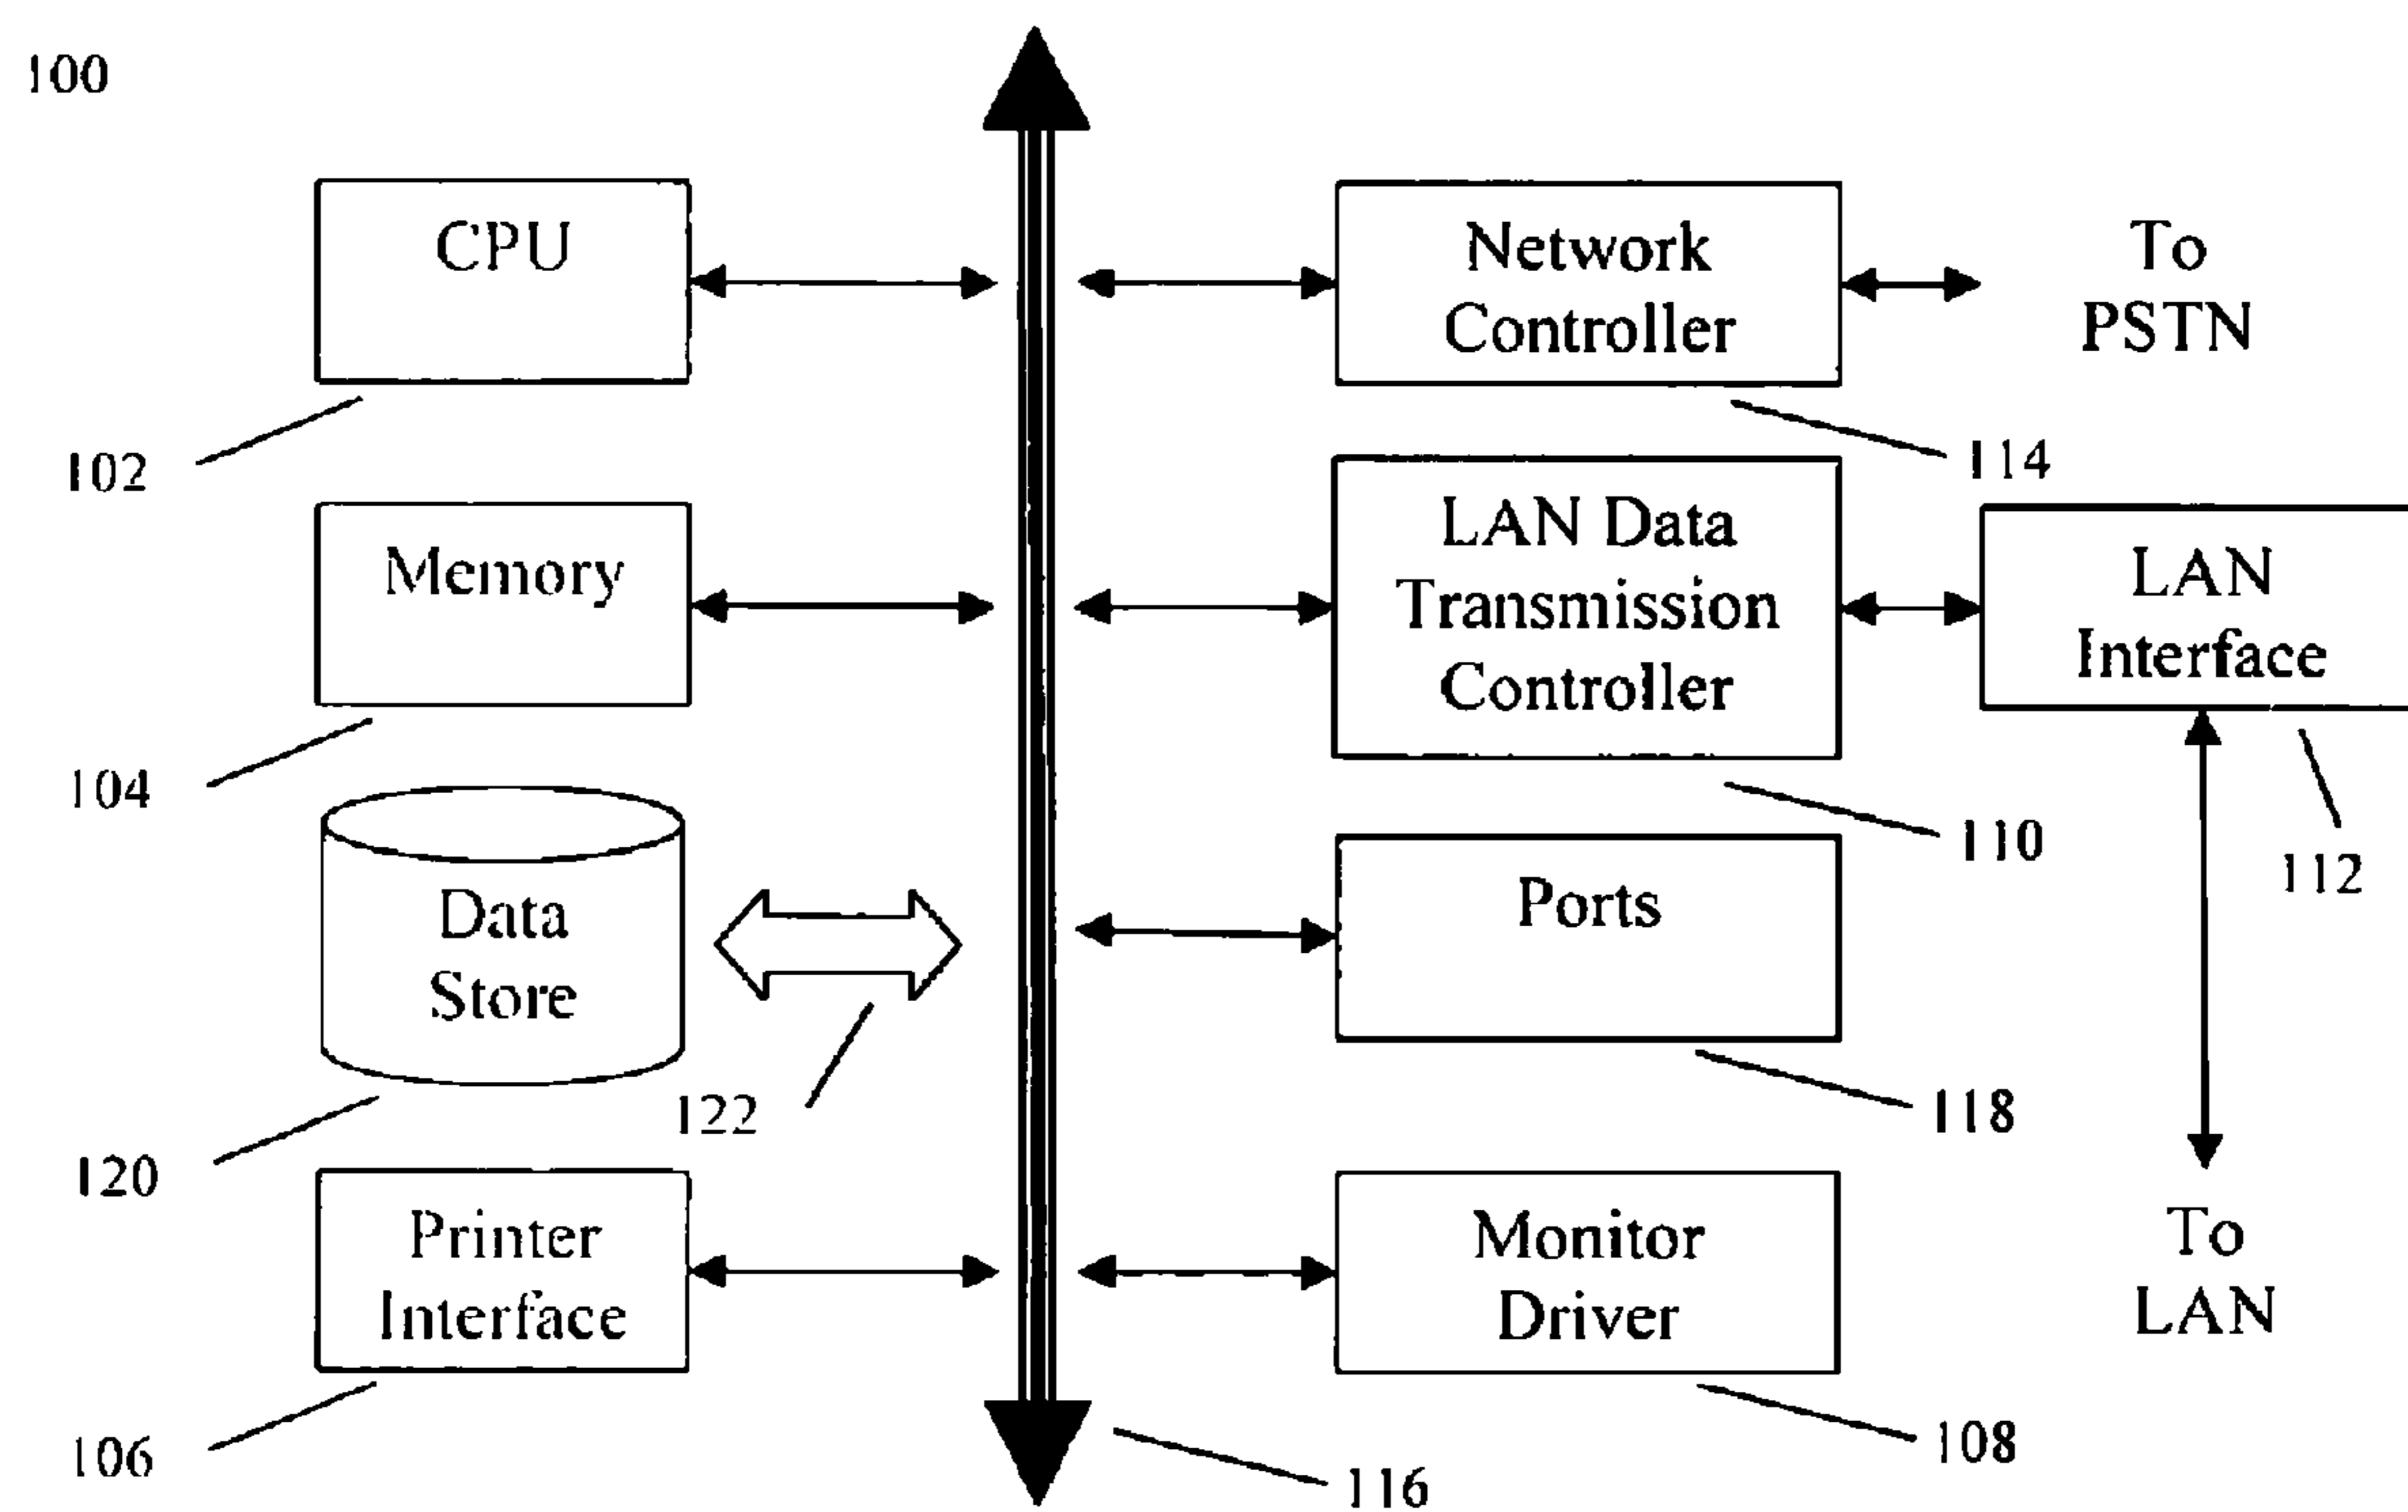 100
CPU
102
Memory
104
Data
Store
120
122
Printer
Interface
106
116
Network
Controller
114
To
PSTN
LAN Data
Transmission
Controller
110
LAN
Interface
112
Ports
118
Monitor
Driver
108
To
LAN